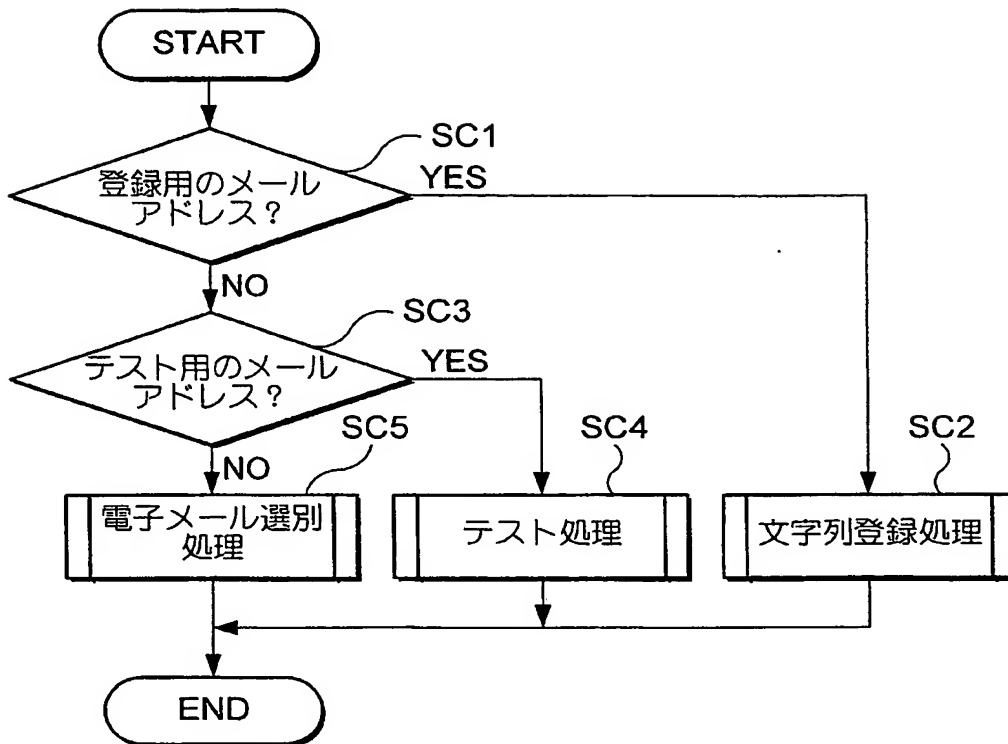 START
SC1
登録用のメール
アドレス？
YES
NO
SC3
テスト用のメール
アドレス？
YES
NO
SC5
SC4
SC2
電子メール選別
処理
テスト処理
文字列登録処理
END